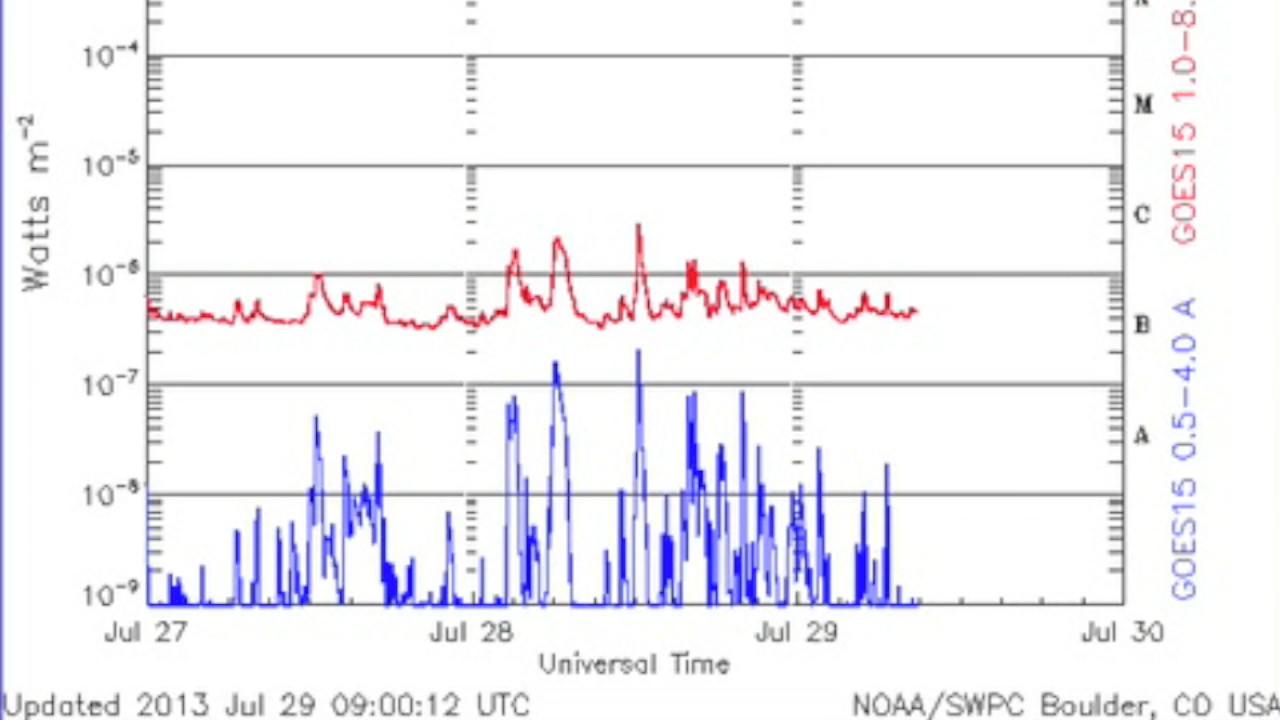 10⁻⁴
10⁻⁵
10⁻⁶
10⁻⁷
10⁻⁸
10⁻⁹
Watts m⁻²
M
C
B
A
GOES15 1.0-8.
GOES15 0.5-4.0 A
Jul 27 Jul 28 Jul 29 Jul 30
Universal Time
Updated 2013 Jul 29 09:00:12 UTC NOAA/SWPC Boulder, CO USA